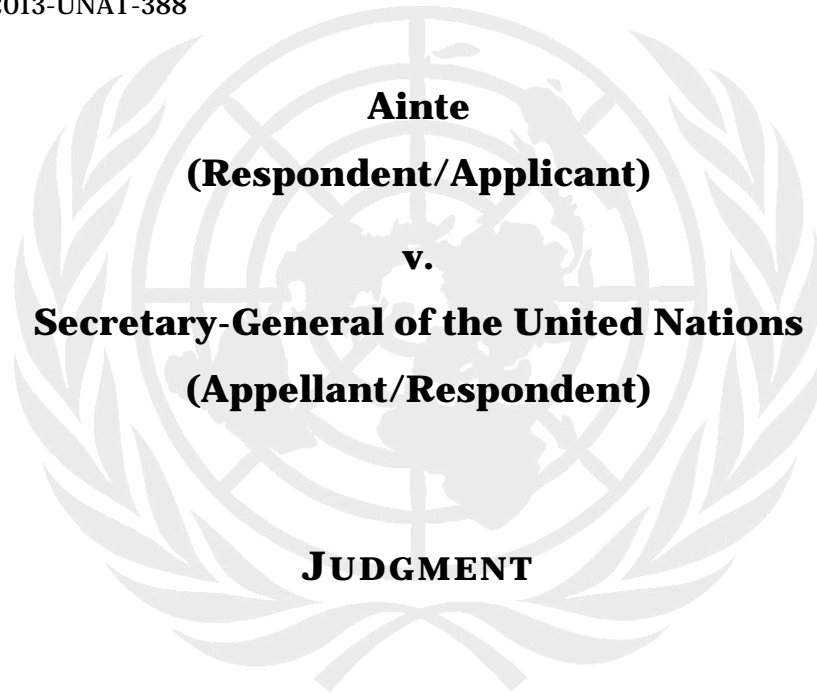 2013-UNAT-388
Ainte
(Respondent/Applicant)
v.
Secretary-General of the United Nations
(Appellant/Respondent)
JUDGMENT